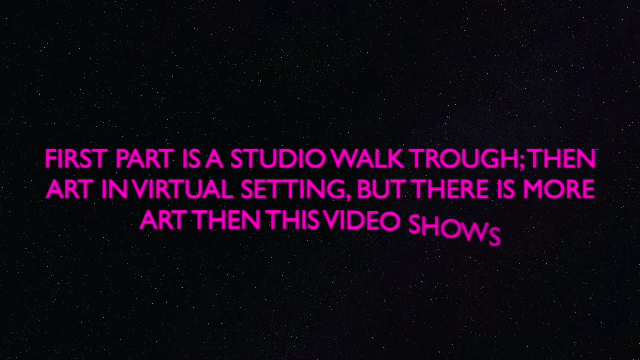 FIRST PART IS A STUDIO WALK TROUGH; THEN
ART IN VIRTUAL SETTING, BUT THERE IS MORE
ART THEN THIS VIDEO SHOWS